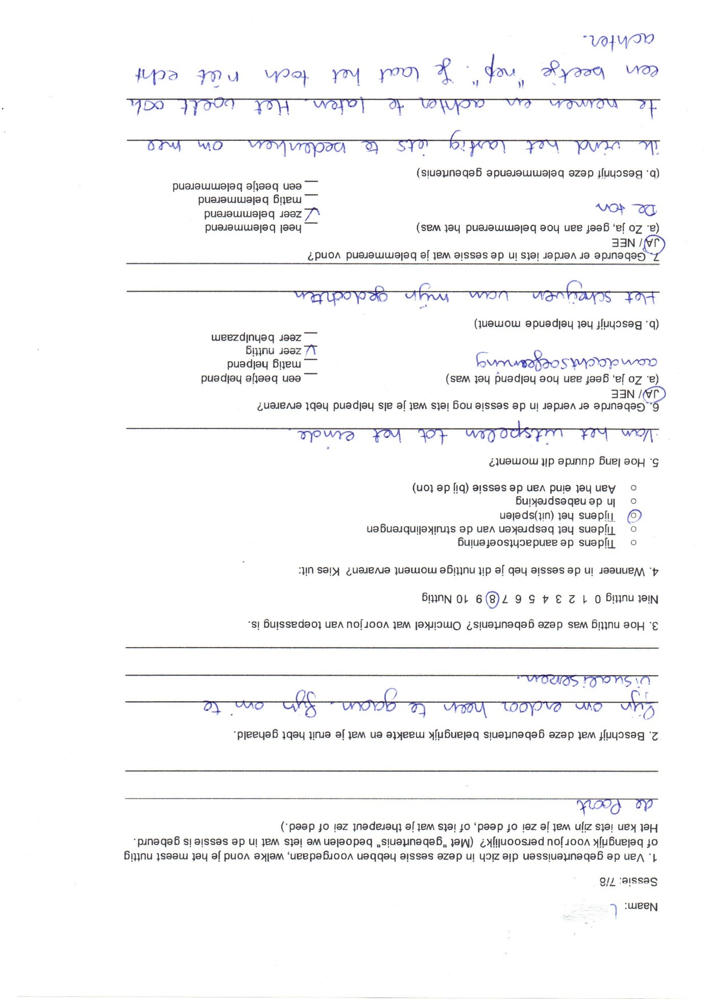 Naam: L
Sessie: 7/8
1. Van de gebeurtenissen die zich in deze sessie hebben voorgedaan, welke vond je het meest nuttig
of belangrijk voor jou persoonlijk? (Met "gebeurtenis" bedoelen we iets wat in de sessie is gebeurd.
Het kan iets zijn wat je zei of deed, of iets wat je therapeut zei of deed.)
de Poort
2. Beschrijf wat deze gebeurtenis belangrijk maakte en wat je eruit hebt gehaald.
Fijn om erdoor heen te gaan. Fijn om te
visualiseren.
3. Hoe nuttig was deze gebeurtenis? Omcirkel wat voor jou van toepassing is.
Niet nuttig 0 1 2 3 4 5 6 7 8 9 10 Nuttig
4. Wanneer in de sessie heb je dit nuttige moment ervaren? Kies uit:
o Tijdens de aandachtsoefening
o Tijdens het bespreken van de struikelinbrengen
o Tijdens het (uit)spelen
o In de nabespreking
o Aan het eind van de sessie (bij de ton)
5. Hoe lang duurde dit moment?
Van het uitspelen tot het einde.
6. Gebeurde er verder in de sessie nog iets wat je als helpend hebt ervaren?
JA / NEE
(a. Zo ja, geef aan hoe helpend het was) __ een beetje helpend
__ matig helpend
aandachtsoefening
V zeer nuttig
__ zeer behulpzaam
(b. Beschrijf het helpende moment)
Het schrijven van mijn gedachten
7. Gebeurde er verder iets in de sessie wat je belemmerend vond?
JA / NEE
(a. Zo ja, geef aan hoe belemmerend het was) __ heel belemmerend
De ton V zeer belemmerend
__ matig belemmerend
__ een beetje belemmerend
(b. Beschrijf deze belemmerende gebeurtenis)
ik vind het lastig iets te bedenken om mee
te nemen en achter te laten. Het voelt ook
een beetje "nep". Je laat het toch niet echt
achter.